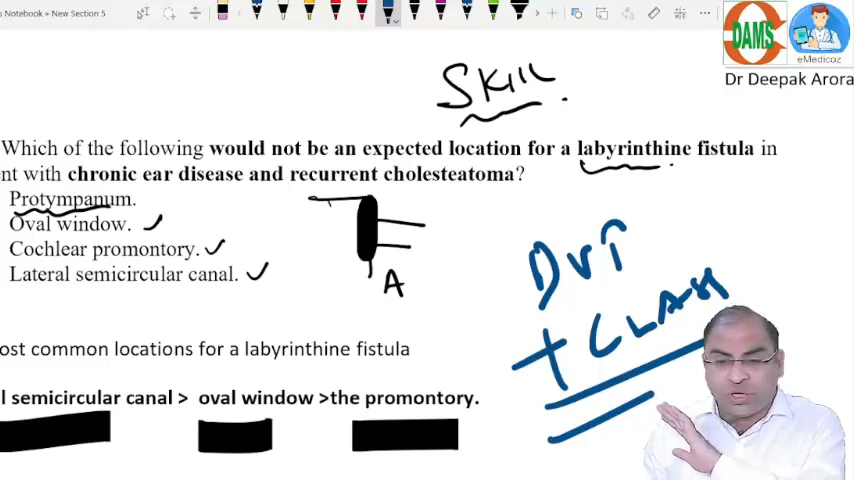 s Notebook » New Section 5
DAMS
eMedicoz
Dr Deepak Arora
Skill
Which of the following would not be an expected location for a labyrinthine fistula in
nt with chronic ear disease and recurrent cholesteatoma?
Protympanum.
Oval window.
Cochlear promontory.
Lateral semicircular canal.
A
DVT
+ CLASS
ost common locations for a labyrinthine fistula
l semicircular canal > oval window >the promontory.